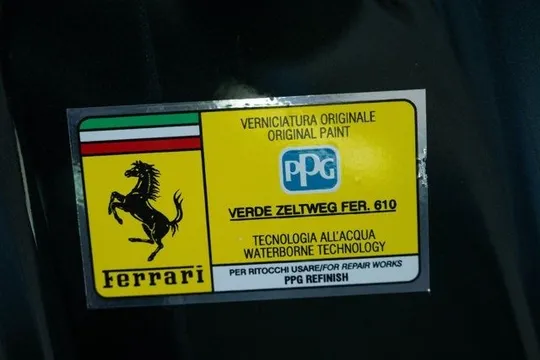 VERNICIATURA ORIGINALE
ORIGINAL PAINT
PPG
VERDE ZELTWEG FER. 610
TECNOLOGIA ALL'ACQUA
WATERBORNE TECHNOLOGY
Ferrari
PER RITOCCHI USARE/FOR REPAIR WORKS
PPG REFINISH